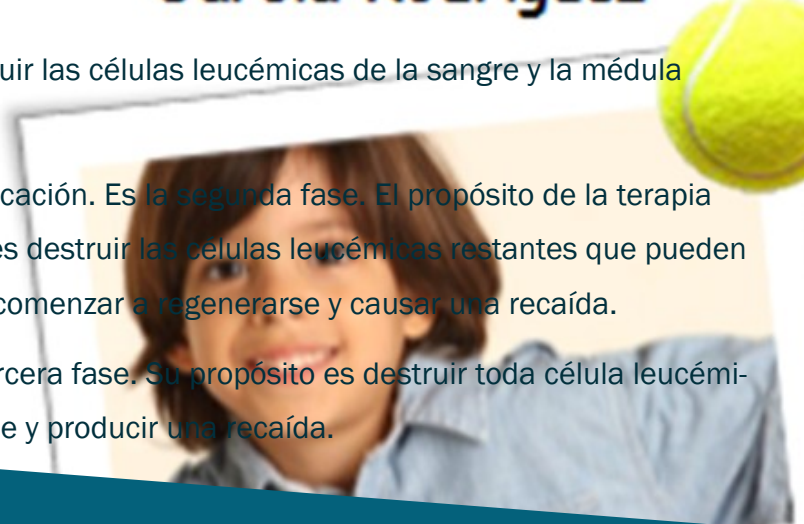 García Rodríguez
uir las células leucémicas de la sangre y la médula
cación. Es la segunda fase. El propósito de la terapia
es destruir las células leucémicas restantes que pueden
comenzar a regenerarse y causar una recaída.
rcera fase. Su propósito es destruir toda célula leucémi-
e y producir una recaída.